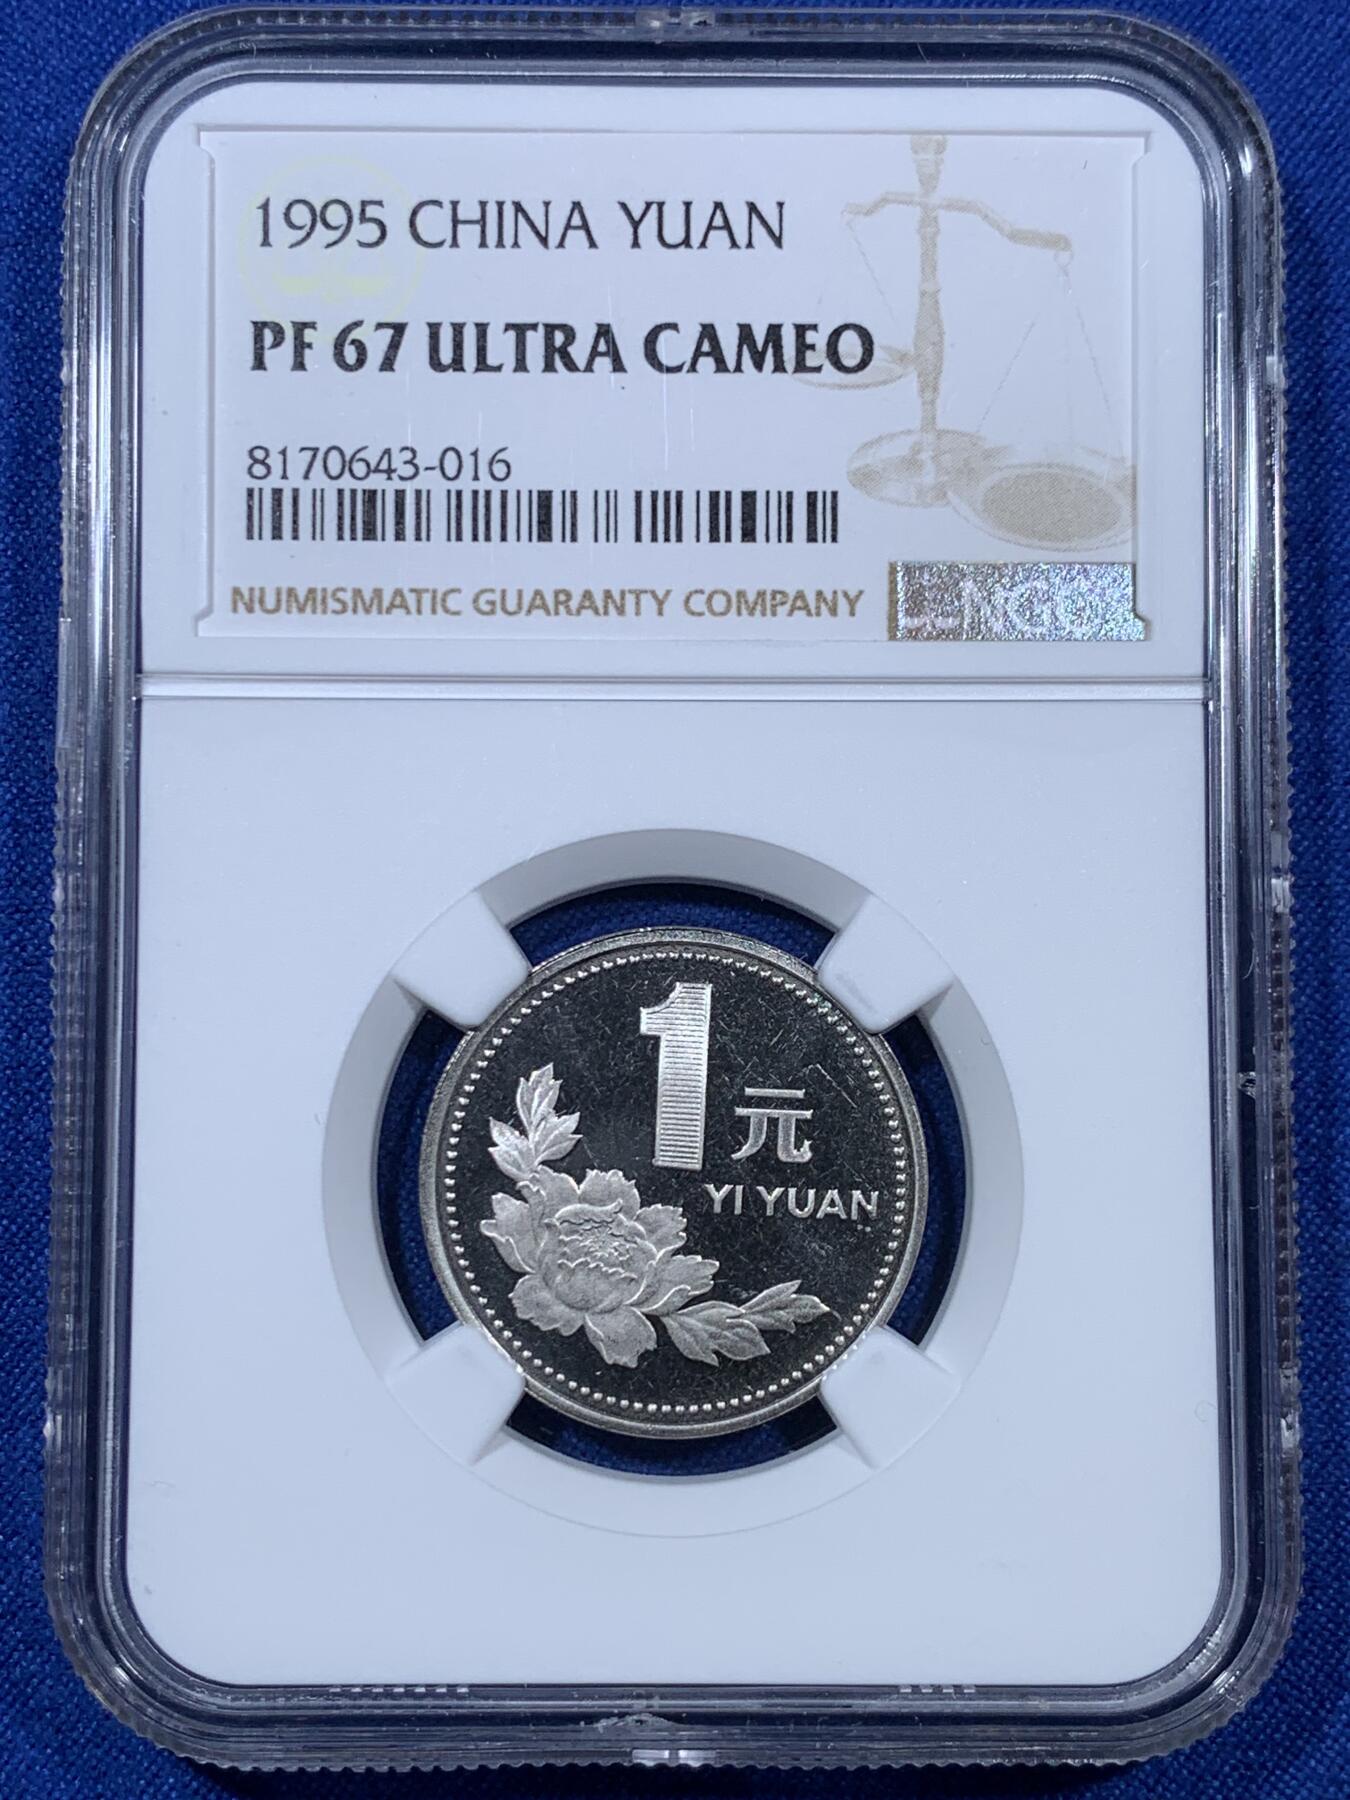 1995 CHINA YUAN
PF 67 ULTRA CAMEO
8170643-016
NUMISMATIC GUARANTY COMPANY
NGC
1
元
YI YUAN